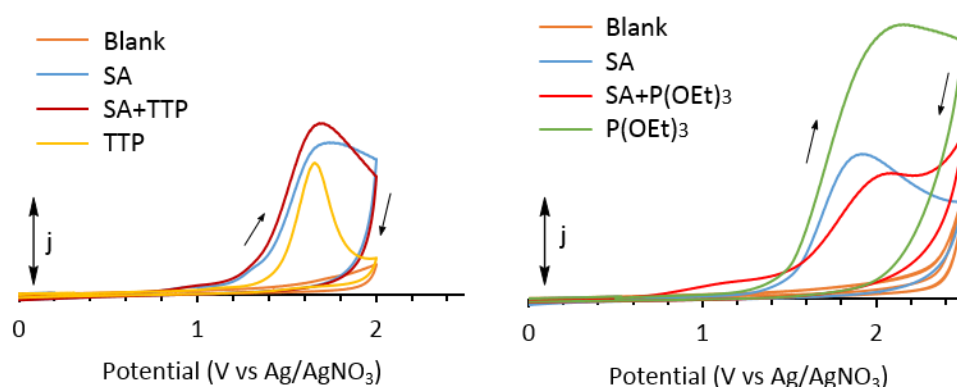 Blank
SA
SA+TTP
TTP
j
0 1 2
Potential (V vs Ag/AgNO₃)
Blank
SA
SA+P(OEt)₃
P(OEt)₃
j
0 1 2
Potential (V vs Ag/AgNO₃)